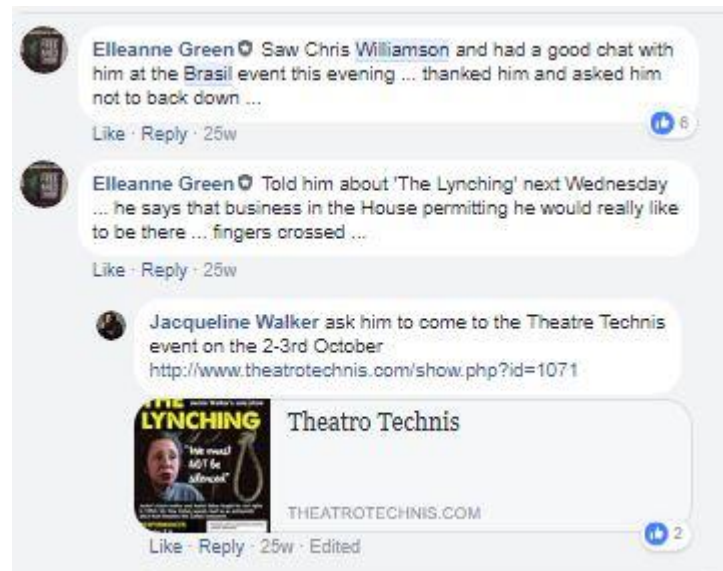 Elleanne Green Saw Chris Williamson and had a good chat with
him at the Brasil event this evening ... thanked him and asked him
not to back down ...
Like · Reply · 25w
6
Elleanne Green Told him about 'The Lynching' next Wednesday
... he says that business in the House permitting he would really like
to be there ... fingers crossed ...
Like · Reply · 25w
Jacqueline Walker ask him to come to the Theatre Technis
event on the 2-3rd October
http://www.theatrotechnis.com/show.php?id=1071
THE
LYNCHING
"We must
NOT be
silenced"
Theatro Technis
THEATROTECHNIS.COM
2
Like · Reply · 25w · Edited